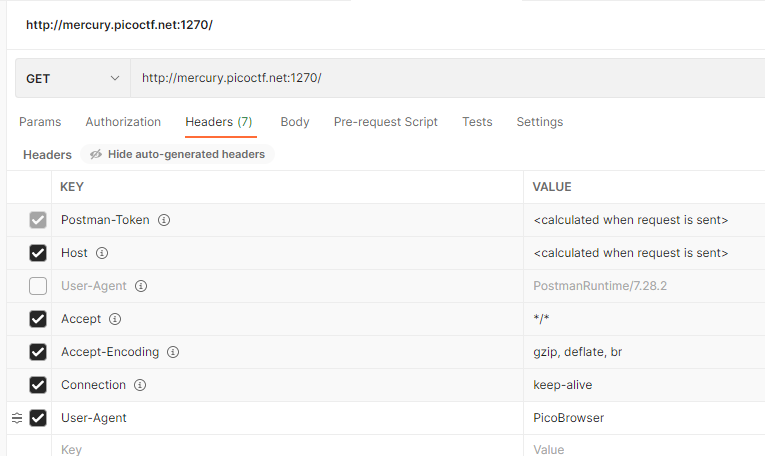 http://mercury.picoctf.net:1270/
GET http://mercury.picoctf.net:1270/
Params Authorization Headers (7) Body Pre-request Script Tests Settings
Headers Hide auto-generated headers
KEY VALUE
Postman-Token <calculated when request is sent>
Host <calculated when request is sent>
User-Agent PostmanRuntime/7.28.2
Accept */*
Accept-Encoding gzip, deflate, br
Connection keep-alive
User-Agent PicoBrowser
Key Value